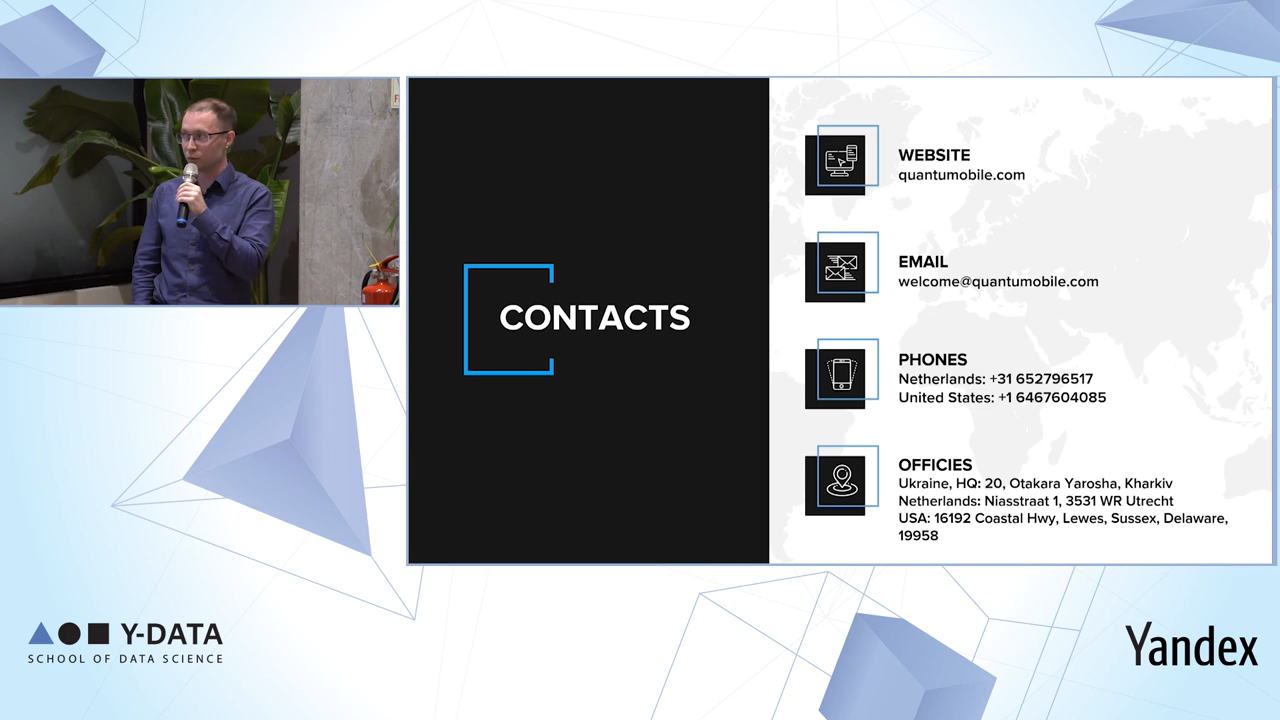 CONTACTS
WEBSITE
quantumobile.com
EMAIL
welcome@quantumobile.com
PHONES
Netherlands: +31 652796517
United States: +1 6467604085
OFFICIES
Ukraine, HQ: 20, Otakara Yarosha, Kharkiv
Netherlands: Niasstraat 1, 3531 WR Utrecht
USA: 16192 Coastal Hwy, Lewes, Sussex, Delaware,
19958
Y-DATA
SCHOOL OF DATA SCIENCE
Yandex